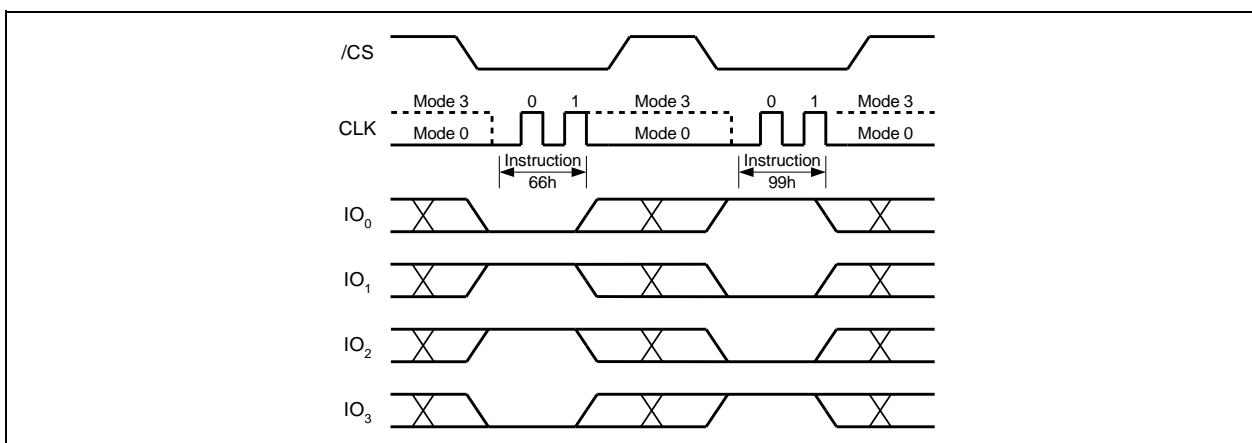 /CS
Mode 3 0 1 Mode 3 0 1 Mode 3
CLK
Mode 0 Mode 0 Mode 0
Instruction Instruction
66h 99h
IO0
IO1
IO2
IO3